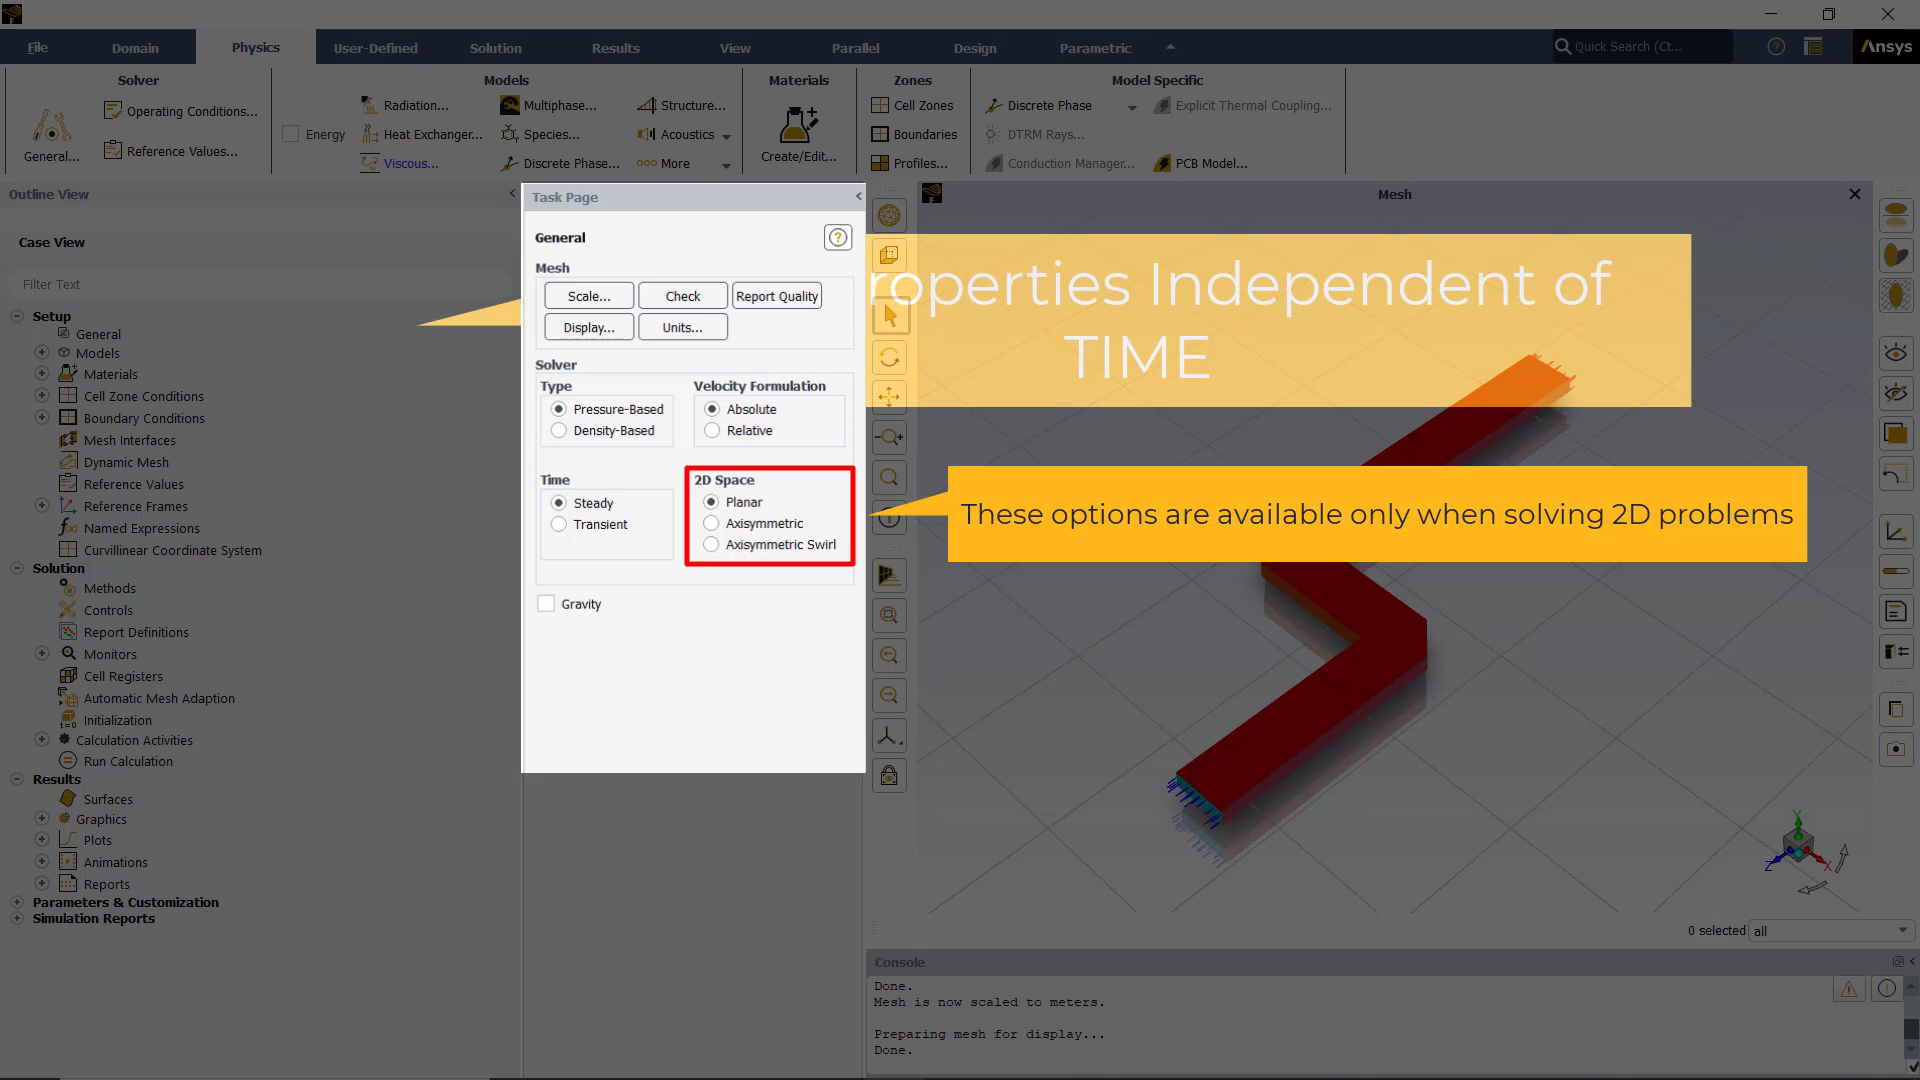 File
Domain
Physics
User-Defined
Solution
Results
View
Parallel
Design
Parametric
Quick Search (Ct...
Ansys
Solver
Models
Materials
Zones
Model Specific
General...
Operating Conditions...
Reference Values...
Energy
Radiation...
Heat Exchanger...
Viscous...
Multiphase...
Species...
Discrete Phase...
Structure...
Acoustics
More
Create/Edit...
Cell Zones
Boundaries
Profiles...
Discrete Phase
DTRM Rays...
Conduction Manager...
Explicit Thermal Coupling...
PCB Model...
Outline View
Case View
Filter Text
Setup
General
Models
Materials
Cell Zone Conditions
Boundary Conditions
Mesh Interfaces
Dynamic Mesh
Reference Values
Reference Frames
Named Expressions
Curvillinear Coordinate System
Solution
Methods
Controls
Report Definitions
Monitors
Cell Registers
Automatic Mesh Adaption
Initialization
Calculation Activities
Run Calculation
Results
Surfaces
Graphics
Plots
Animations
Reports
Parameters & Customization
Simulation Reports
Task Page
General
Mesh
Scale...
Check
Report Quality
Display...
Units...
Solver
Type
Velocity Formulation
Pressure-Based
Absolute
Density-Based
Relative
Time
2D Space
Steady
Planar
Transient
Axisymmetric
Axisymmetric Swirl
Gravity
Mesh
roperties Independent of
TIME
These options are available only when solving 2D problems
Y
Z
X
0 selected
all
Console
Done.
Mesh is now scaled to meters.
Preparing mesh for display...
Done.